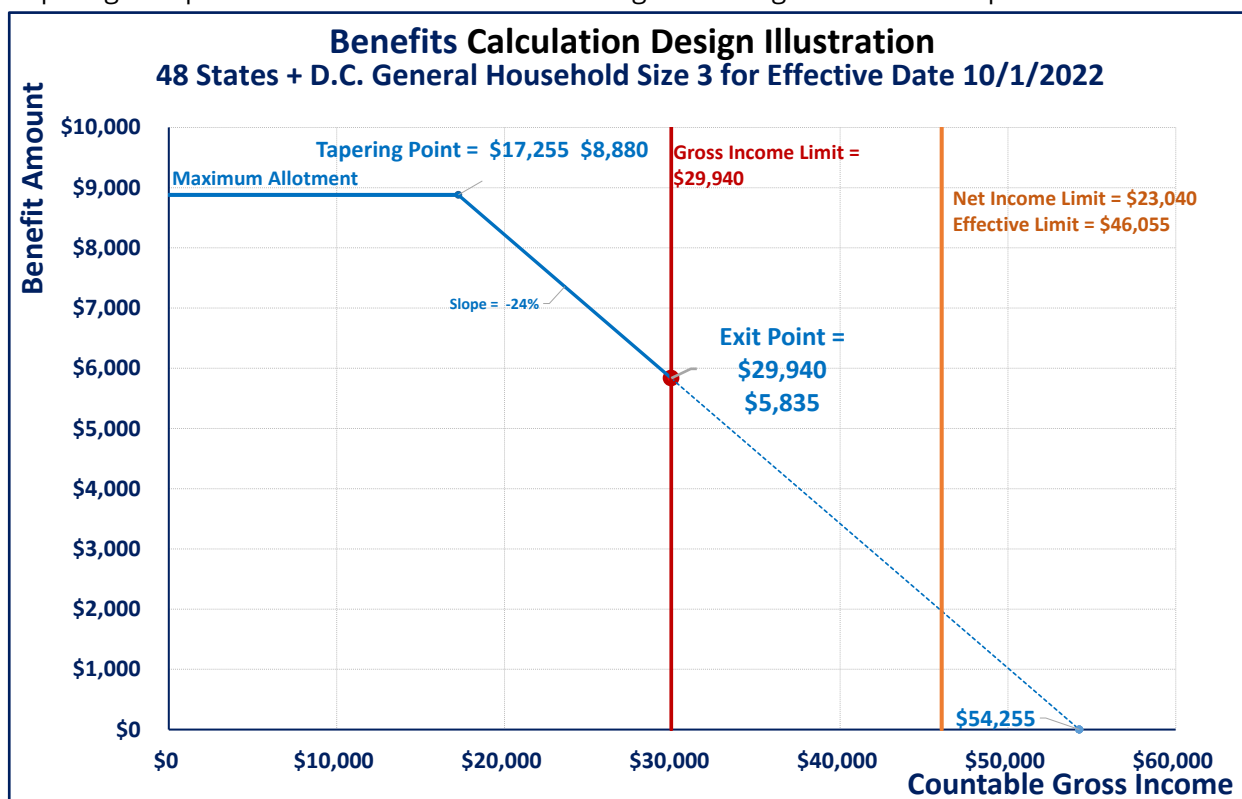 Benefits Calculation Design Illustration
48 States + D.C. General Household Size 3 for Effective Date 10/1/2022
Benefit Amount
$10,000
$9,000
$8,000
$7,000
$6,000
$5,000
$4,000
$3,000
$2,000
$1,000
$0
Tapering Point = $17,255 $8,880
Maximum Allotment
Gross Income Limit =
$29,940
Net Income Limit = $23,040
Effective Limit = $46,055
Slope = -24%
Exit Point =
$29,940
$5,835
$54,255
$0
$10,000
$20,000
$30,000
$40,000
$50,000
$60,000
Countable Gross Income